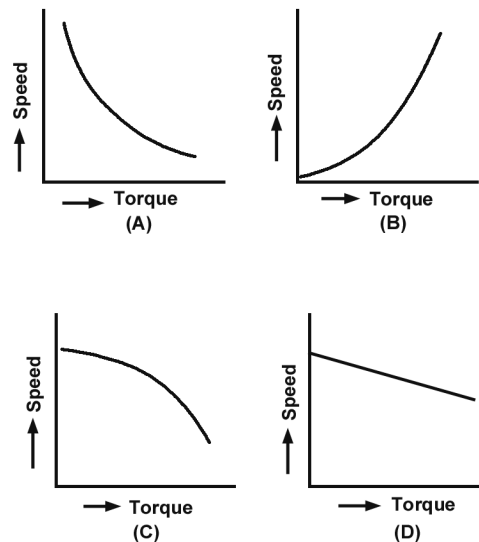 Speed
Torque
(A)
Speed
Torque
(B)
Speed
Torque
(C)
Speed
Torque
(D)